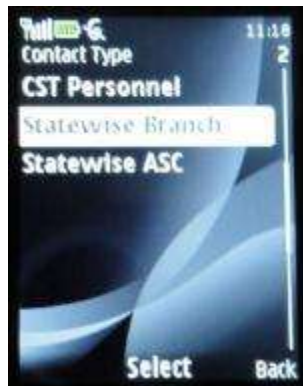 11:18
Contact Type 2
CST Personnel
Statewise Branch
Statewise ASC
Select Back